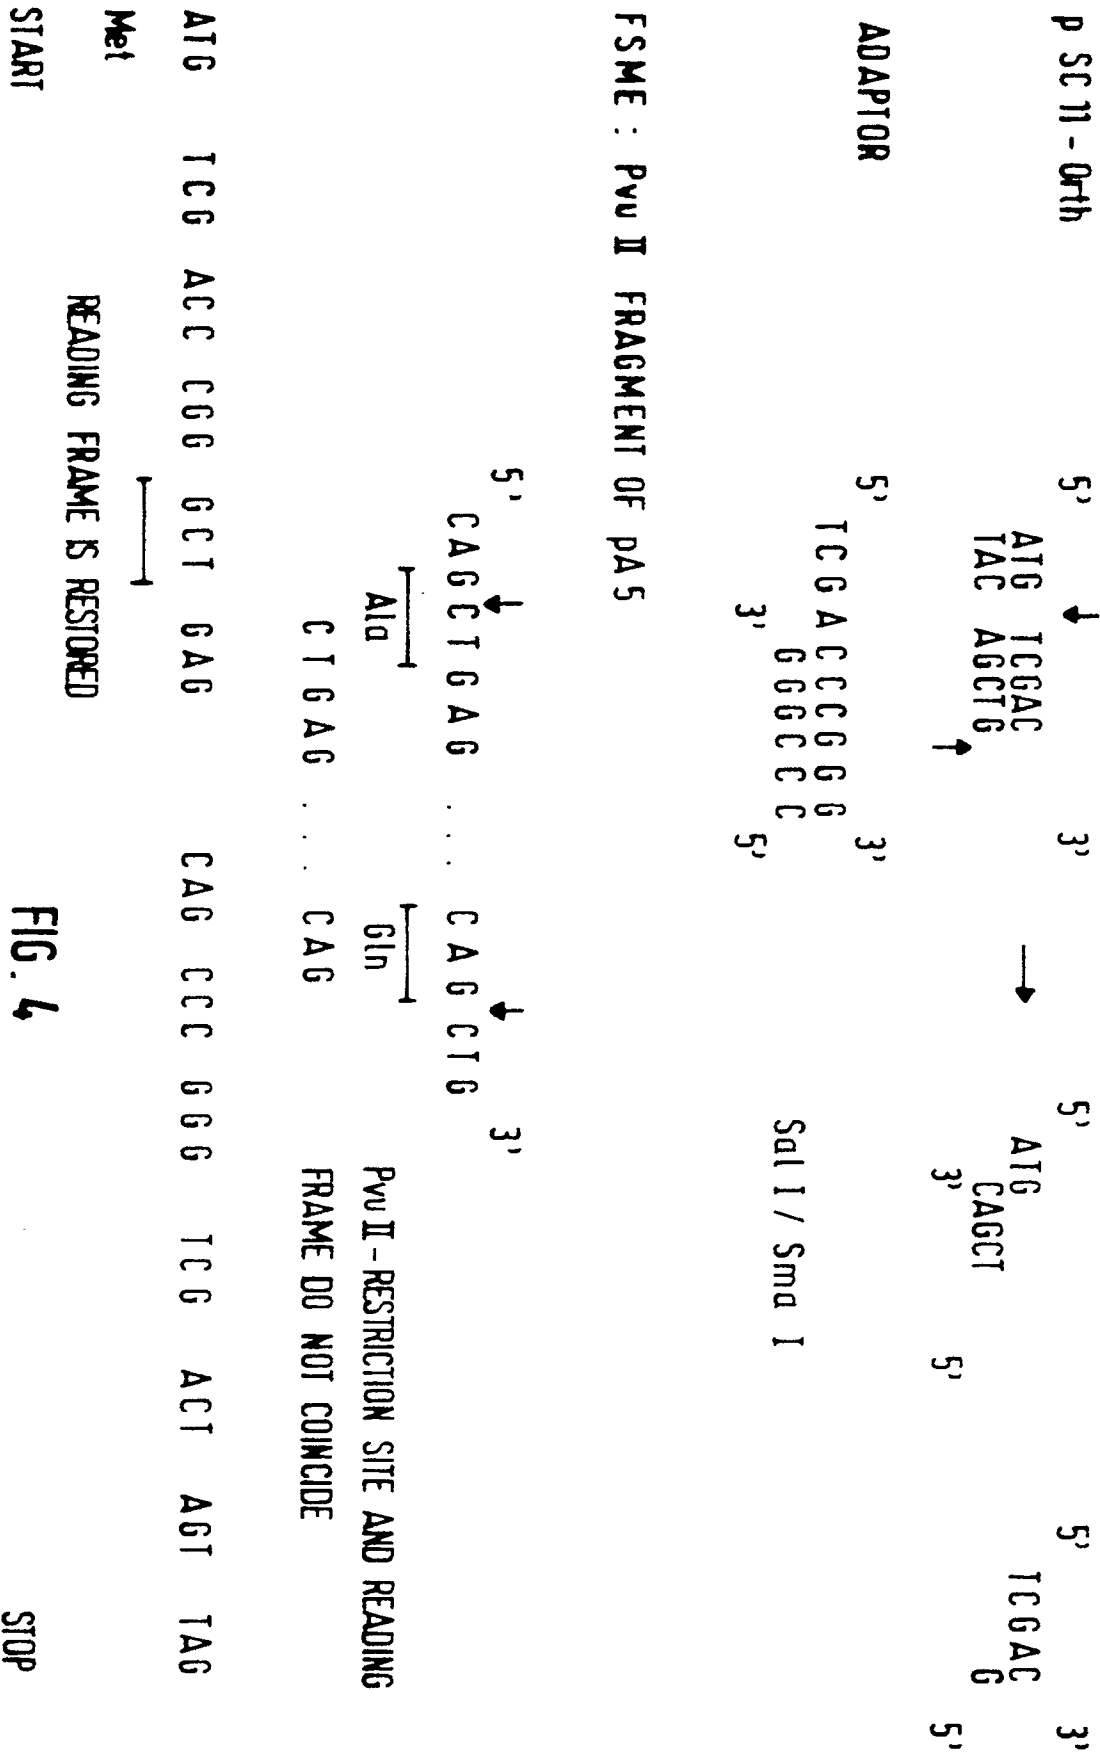 p SC 11 - Orth
5' 3' 5' 5' 3'
ATG TCGAC ATG TCGAC
TAC AGCTG CAGCT G
3' 5' 5'
ADAPTOR
5' 3'
TCGACCCGGG
GGGCCC
3' 5'
Sal I / Sma I
FSME : Pvu II FRAGMENT OF pA5
5' 3'
CAGCTGAG ... CAGCTG
Ala Gln
CTGAG ... CAG
Pvu II - RESTRICTION SITE AND READING
FRAME DO NOT COINCIDE
ATG TCG ACC CGG GCT GAG CAG CCC GGG TCG ACT AGT TAG
Met
READING FRAME IS RESTORED
START STOP
FIG. 4